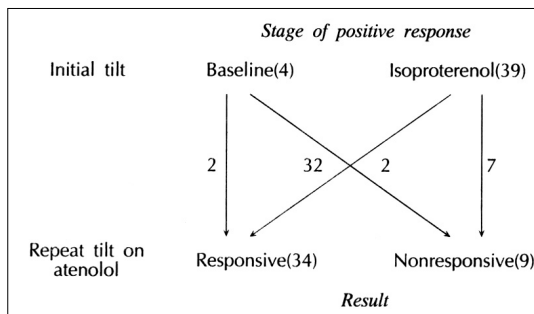 Stage of positive response
Initial tilt Baseline(4) Isoproterenol(39)
2 32 2 7
Repeat tilt on
atenolol Responsive(34) Nonresponsive(9)
Result